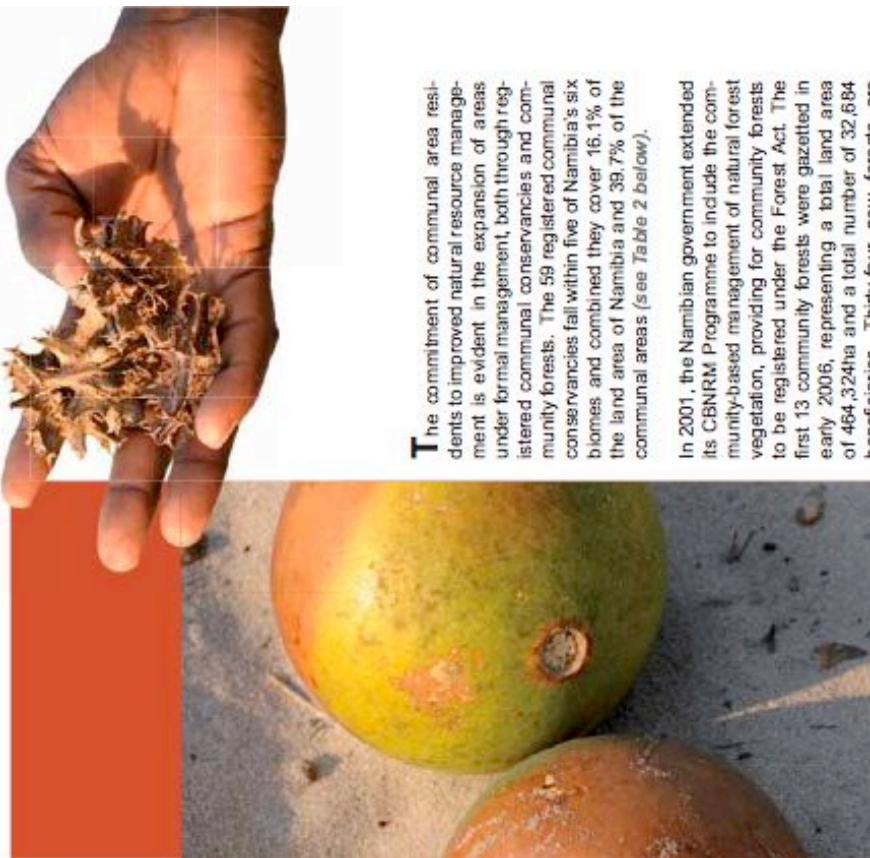 The commitment of communal area resi-
dents to improved natural resource manage-
ment is evident in the expansion of areas
under formal management, both through reg-
istered communal conservancies and com-
munity forests. The 59 registered communal
conservancies fall within five of Namibia's six
biomes and combined they cover 16.1% of
the land area of Namibia and 39.7% of the
communal areas (see Table 2 below).
In 2001, the Namibian government extended
its CBNRM Programme to include the com-
munity-based management of natural forest
vegetation, providing for community forests
to be registered under the Forest Act. The
first 13 community forests were gazetted in
early 2006, representing a total land area
of 464,324ha and a total number of 32,684
beneficiaries. Thirty-four new forests are